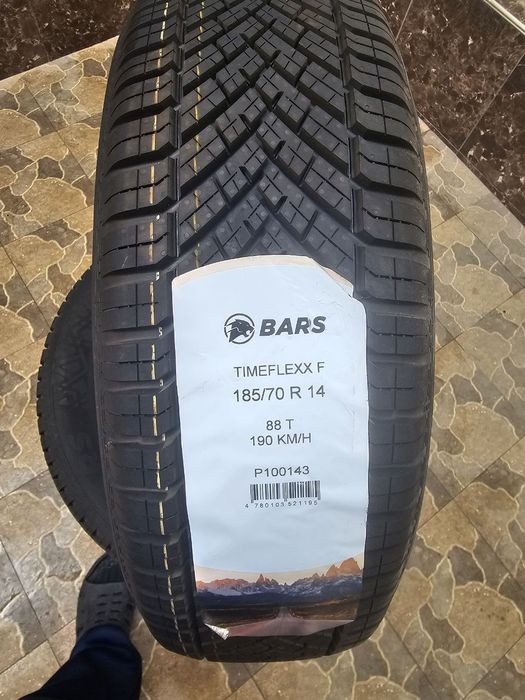 BARS
TIMEFLEXX F
185/70 R 14
88 T
190 KM/H
P100143
4 780103 521195